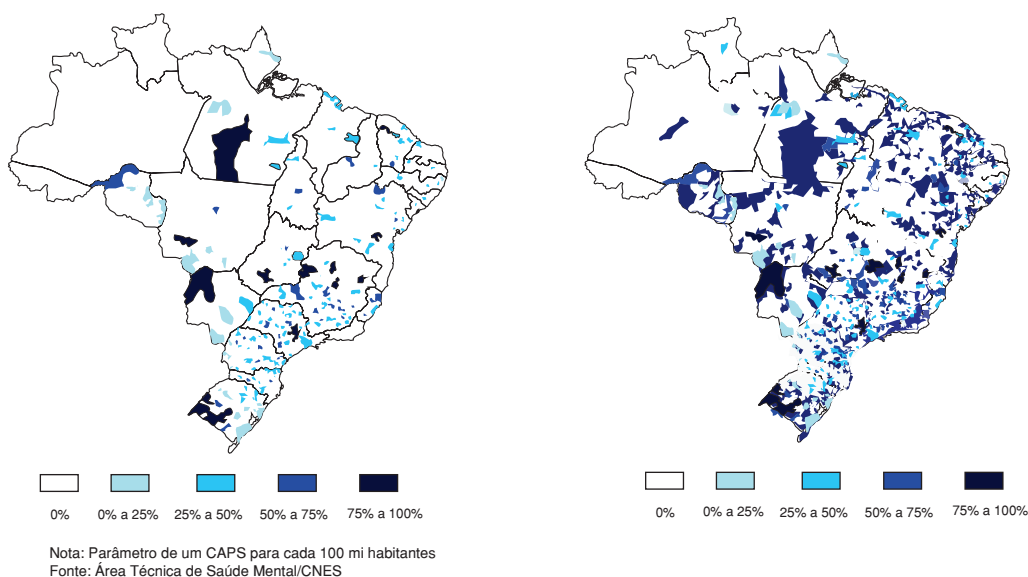 0%
0% a 25%
25% a 50%
50% a 75%
75% a 100%
0%
0% a 25%
25% a 50%
50% a 75%
75% a 100%
Nota: Parâmetro de um CAPS para cada 100 mi habitantes
Fonte: Área Técnica de Saúde Mental/CNES